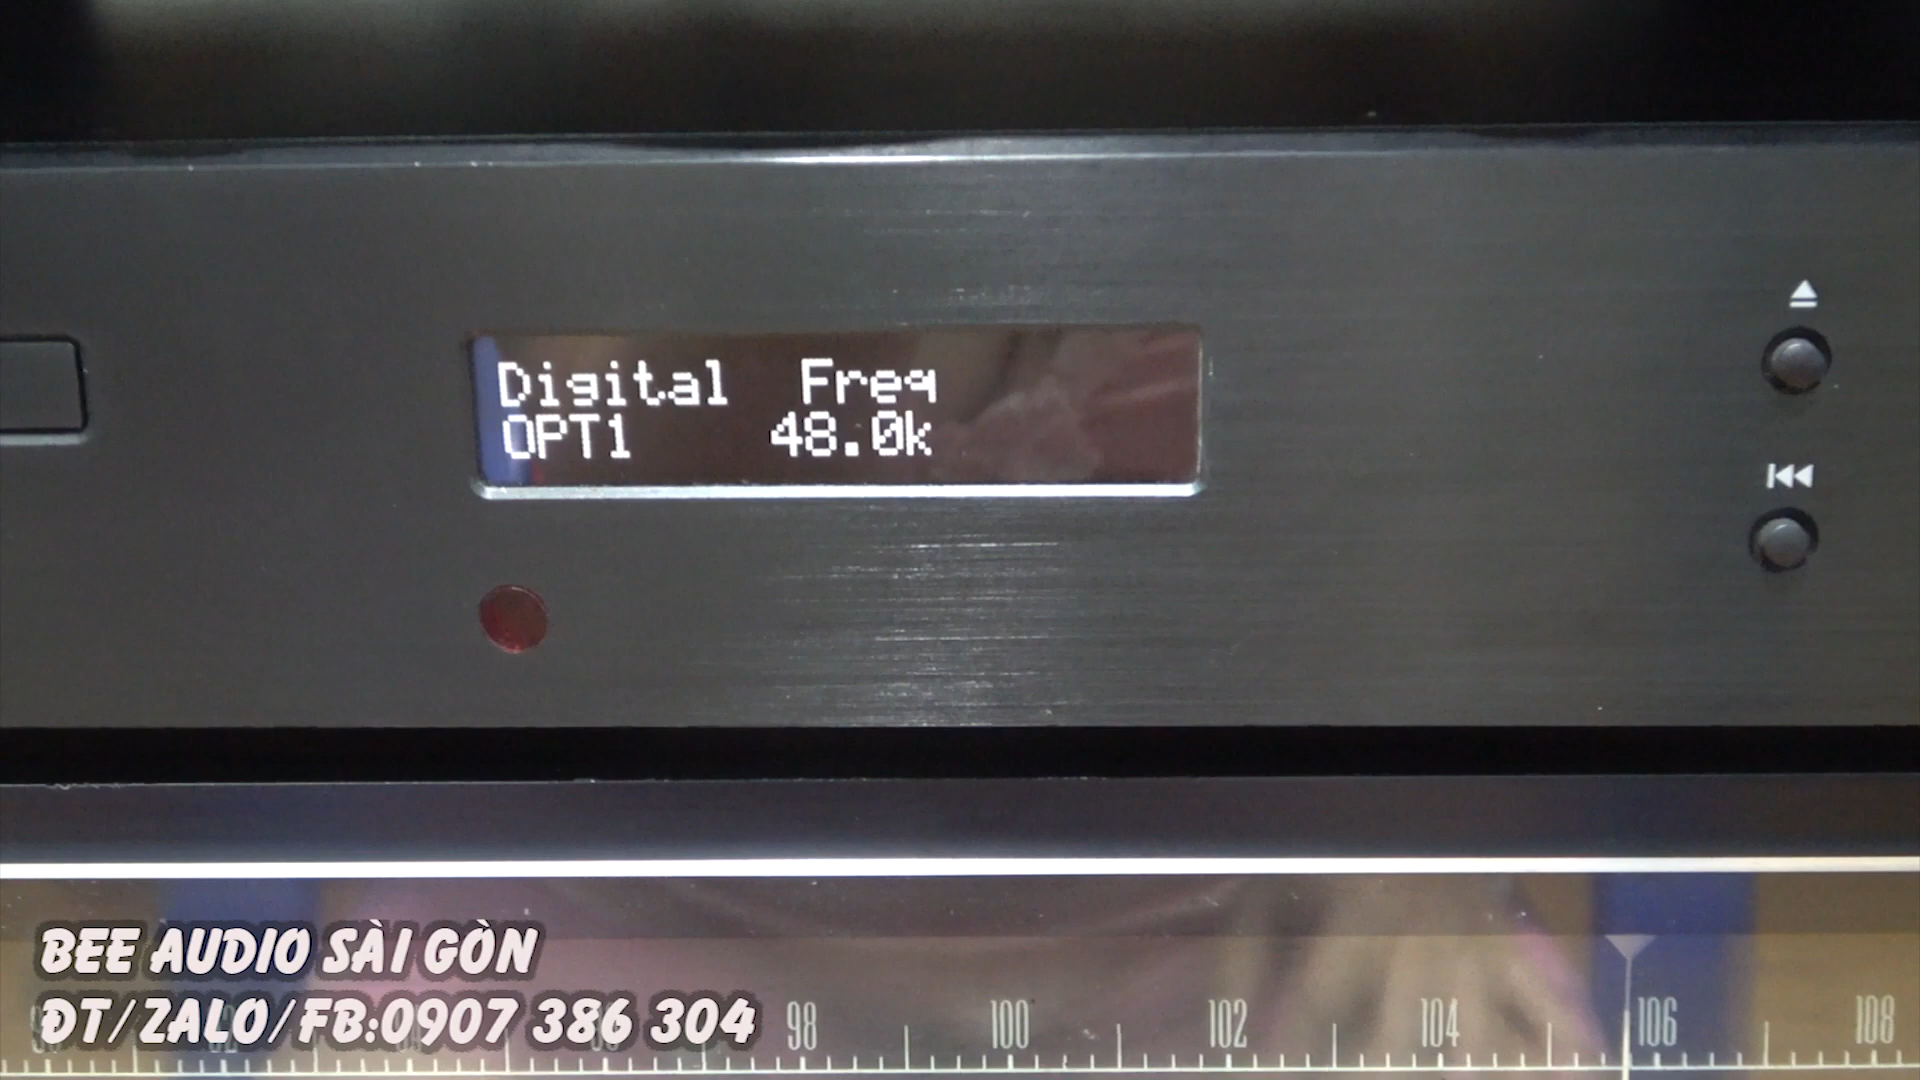 Digital Freq
OPT1 48.0k
BEE AUDIO SÀI GÒN
ĐT/ZALO/FB:0907 386 304
98 100 102 104 106 108